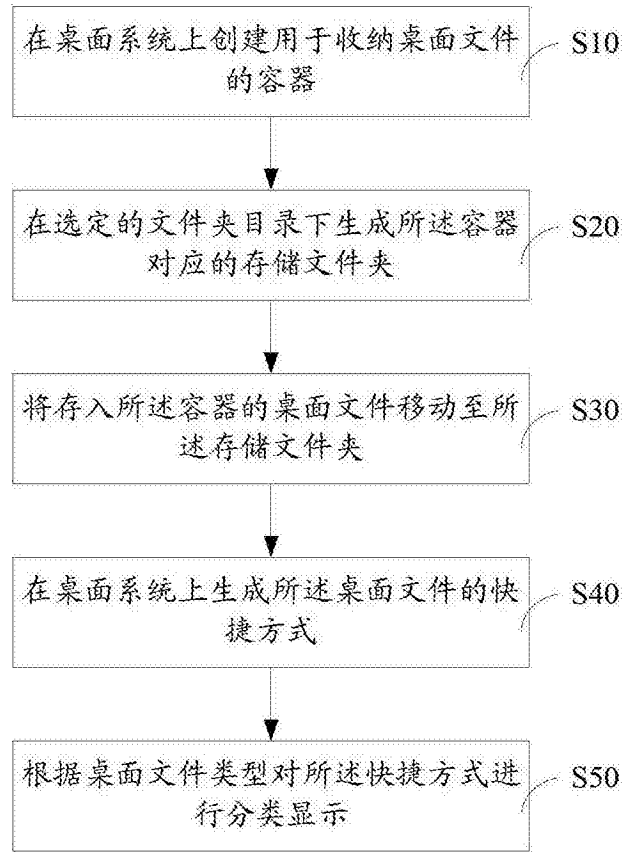 在桌面系统上创建用于收纳桌面文件
的容器
S10
在选定的文件夹目录下生成所述容器
对应的存储文件夹
S20
将存入所述容器的桌面文件移动至所
述存储文件夹
S30
在桌面系统上生成所述桌面文件的快
捷方式
S40
根据桌面文件类型对所述快捷方式进
行分类显示
S50